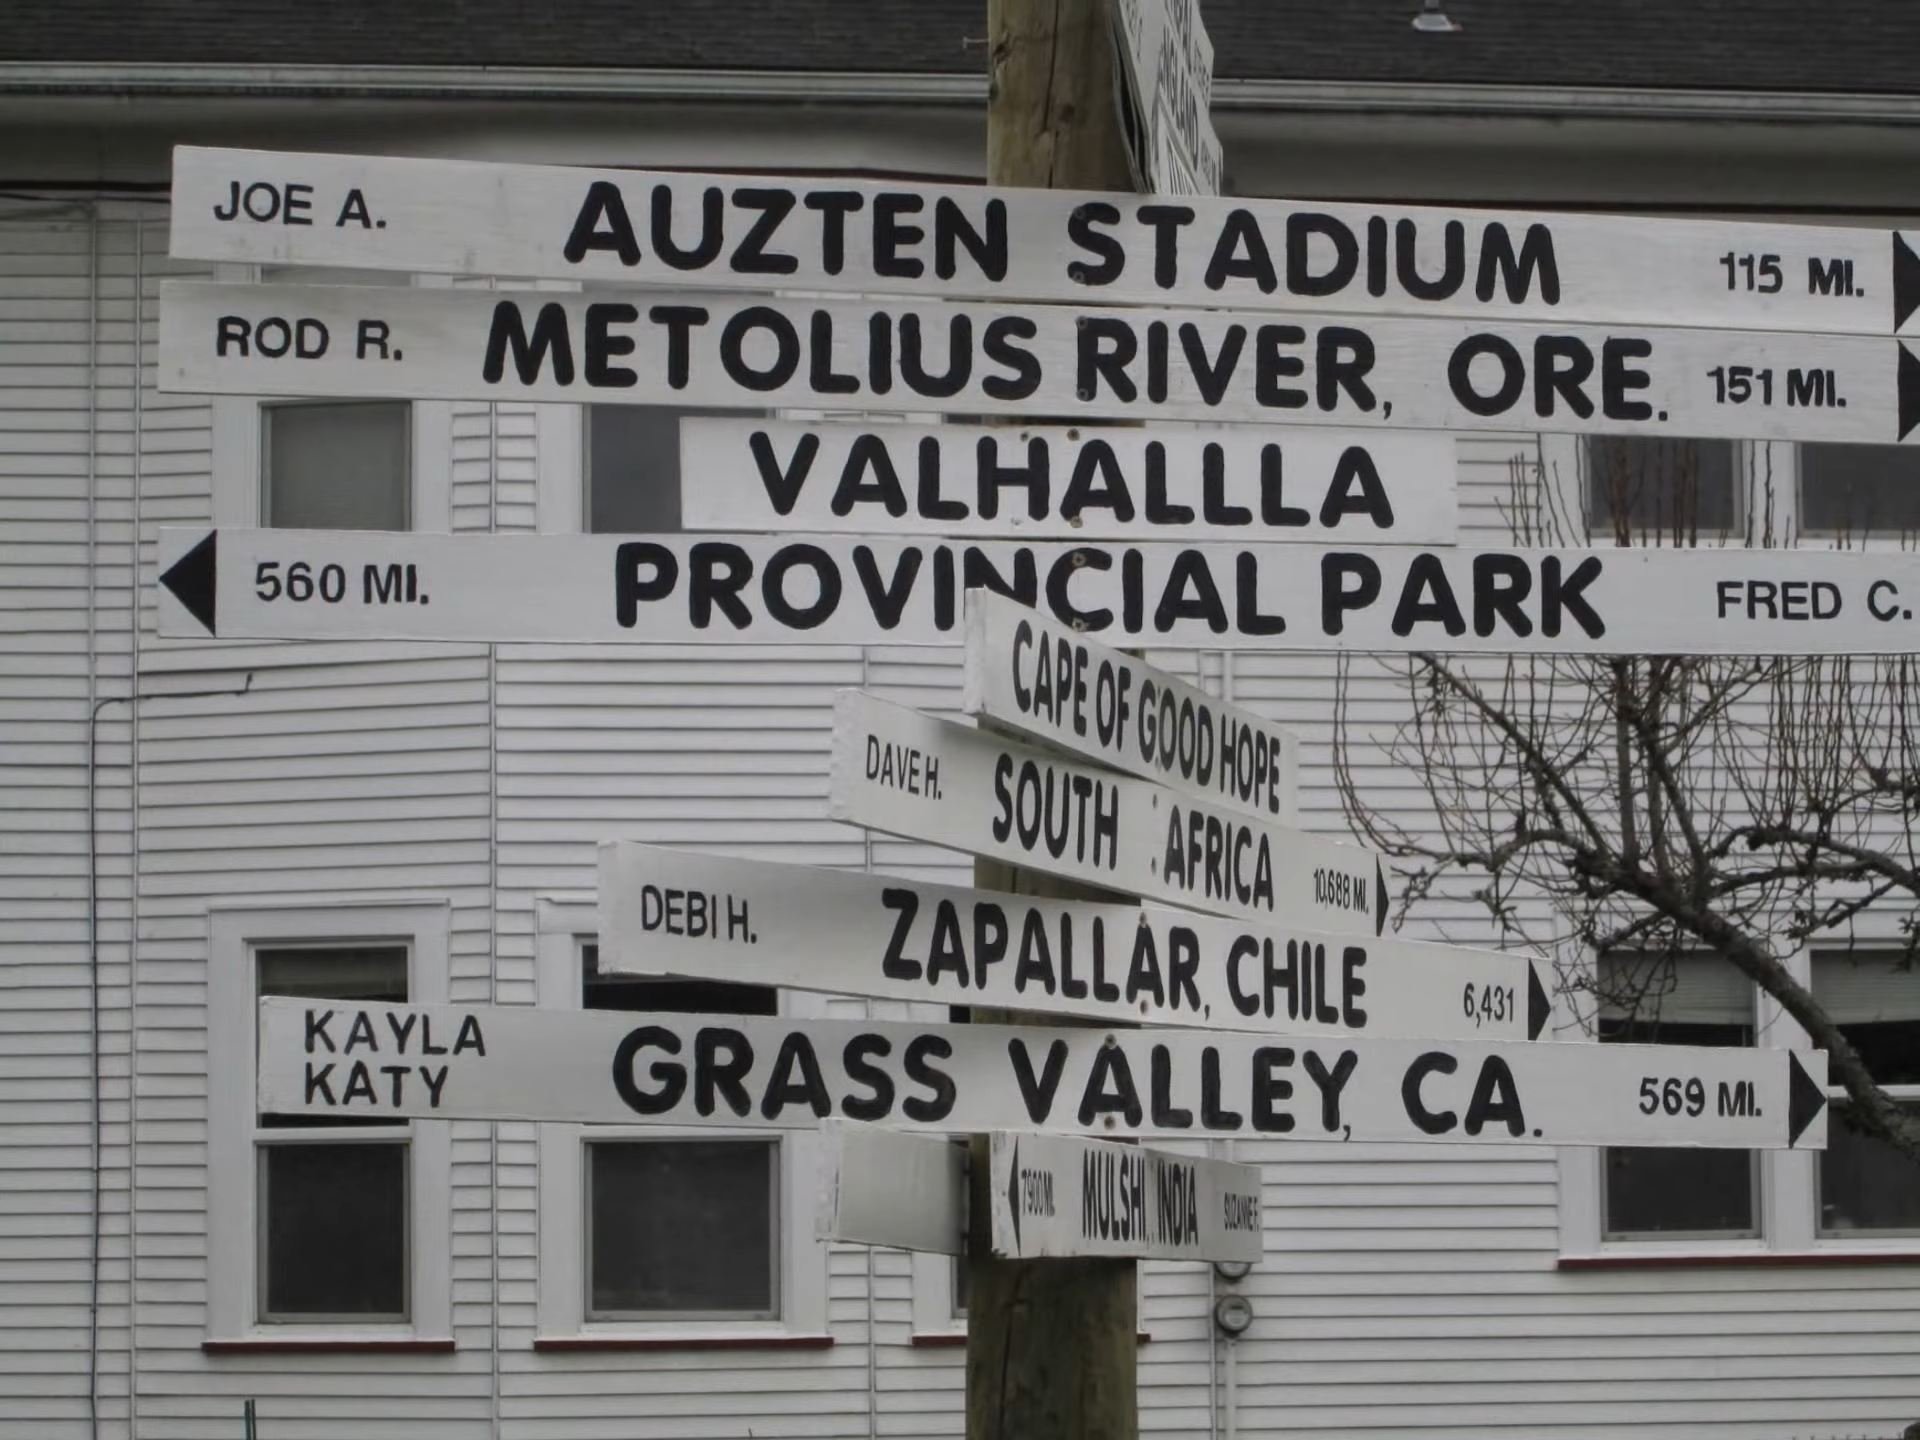 ENGLAND
JOE A. AUZTEN STADIUM 115 MI.
ROD R. METOLIUS RIVER, ORE. 151 MI.
VALHALLLA
560 MI. PROVINCIAL PARK FRED C.
CAPE OF GOOD HOPE
DAVE H. SOUTH AFRICA 10,688 MI.
DEBI H. ZAPALLAR, CHILE 6,431
KAYLA
KATY
GRASS VALLEY, CA. 569 MI.
7900 MI. MULSHI, INDIA SUZANNE F.